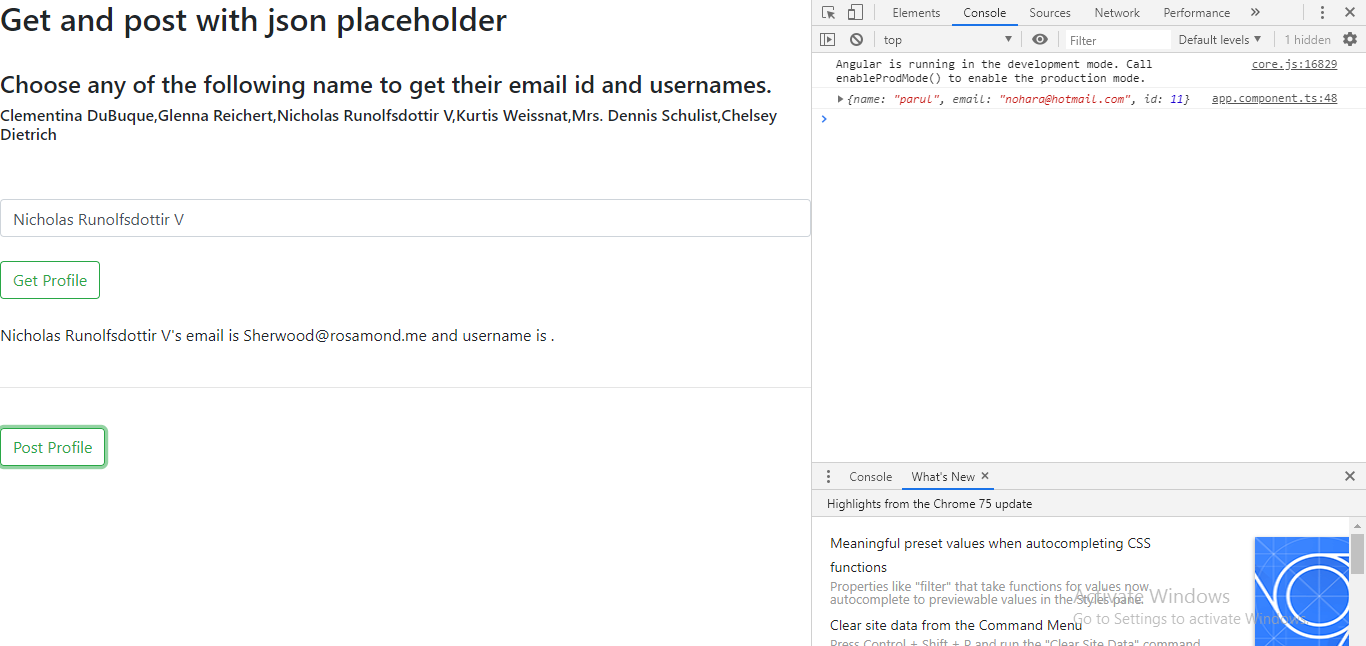 Get and post with json placeholder
Choose any of the following name to get their email id and usernames.
Clementina DuBuque,Glenna Reichert,Nicholas Runolfsdottir V,Kurtis Weissnat,Mrs. Dennis Schulist,Chelsey
Dietrich
Nicholas Runolfsdottir V
Get Profile
Nicholas Runolfsdottir V's email is Sherwood@rosamond.me and username is .
Post Profile
Elements Console Sources Network Performance »
top Filter Default levels 1 hidden
Angular is running in the development mode. Call core.js:16829
enableProdMode() to enable the production mode.
{name: "parul", email: "nohara@hotmail.com", id: 11} app.component.ts:48
Console What's New
Highlights from the Chrome 75 update
Meaningful preset values when autocompleting CSS
functions
Properties like "filter" that take functions for values now
autocomplete to previewable values in the Styles pane.
Clear site data from the Command Menu
Press Control + Shift + P and run the "Clear Site Data" command
Activate Windows
Go to Settings to activate Windows.